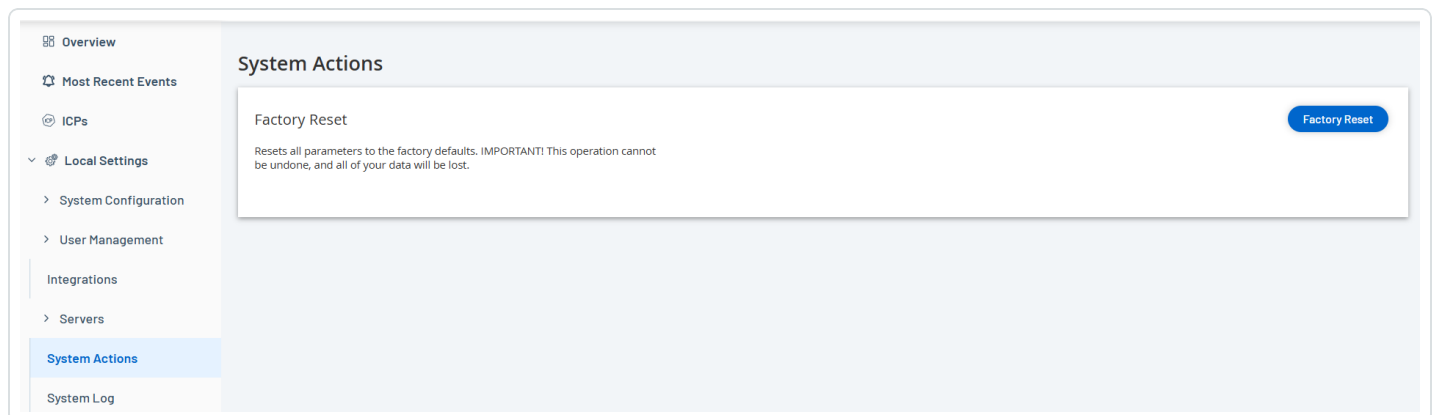 Overview
Most Recent Events
ICP ICPs
Local Settings
System Configuration
User Management
Integrations
Servers
System Actions
System Log
System Actions
Factory Reset
Factory Reset
Resets all parameters to the factory defaults. IMPORTANT! This operation cannot
be undone, and all of your data will be lost.